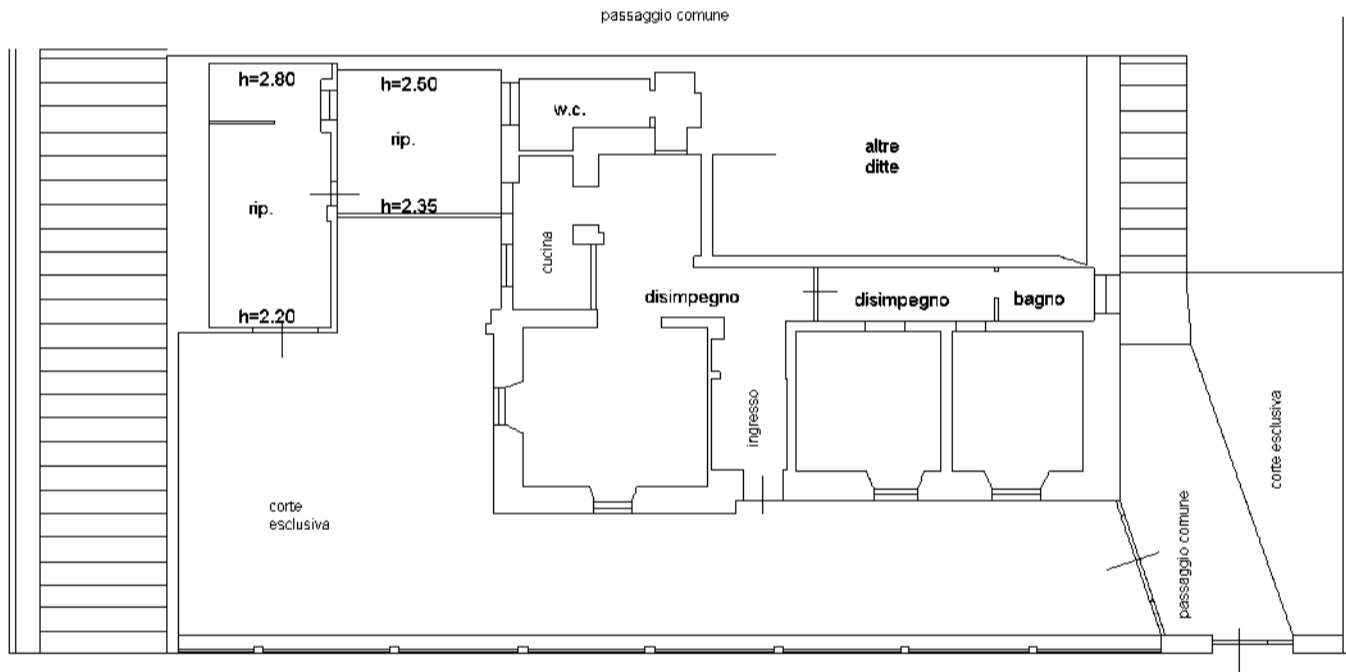 passaggio comune
h=2.80
h=2.50
w.c.
rip.
altre
ditte
rip.
h=2.35
cucina
disimpegno
disimpegno
bagno
h=2.20
ingresso
corte esclusiva
corte
esclusiva
passaggio comune